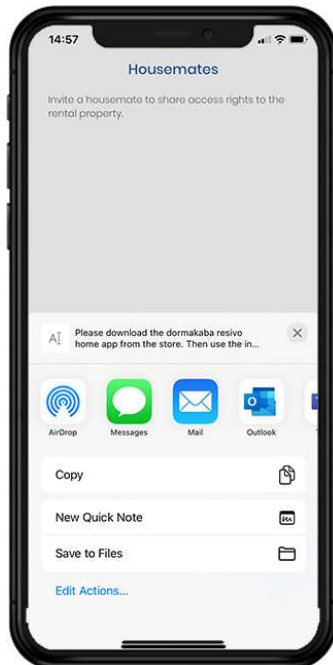 14:57
Housemates
Invite a housemate to share access rights to the
rental property.
Please download the dormakaba resivo
home app from the store. Then use the in...
AirDrop
Messages
Mail
Outlook
Copy
New Quick Note
Save to Files
Edit Actions...